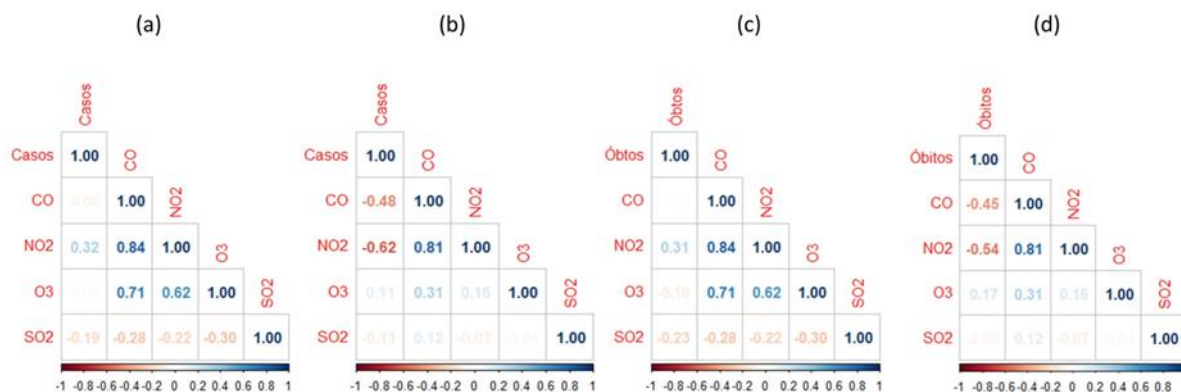 (a)
Casos
Casos 1.00 CO
CO -0.08 1.00 NO2
NO2 0.32 0.84 1.00 O3
O3 0.71 0.62 1.00 SO2
SO2 -0.19 -0.28 -0.22 -0.30 1.00
-1 -0.8 -0.6 -0.4 -0.2 0 0.2 0.4 0.6 0.8 1
(b)
Casos
Casos 1.00 CO
CO -0.48 1.00 NO2
NO2 -0.62 0.81 1.00 O3
O3 0.11 0.31 0.16 1.00 SO2
SO2 -0.11 0.12 -0.07 1.00
-1 -0.8 -0.6 -0.4 -0.2 0 0.2 0.4 0.6 0.8 1
(c)
Óbtos
Óbtos 1.00 CO
CO 1.00 NO2
NO2 0.31 0.84 1.00 O3
O3 -0.10 0.71 0.62 1.00 SO2
SO2 -0.23 -0.28 -0.22 -0.30 1.00
-1 -0.8 -0.6 -0.4 -0.2 0 0.2 0.4 0.6 0.8 1
(d)
Óbitos
Óbitos 1.00 CO
CO -0.45 1.00 NO2
NO2 -0.54 0.81 1.00 O3
O3 0.17 0.31 0.16 1.00 SO2
SO2 0.12 -0.07 1.00
-1 -0.8 -0.6 -0.4 -0.2 0 0.2 0.4 0.6 0.8 1